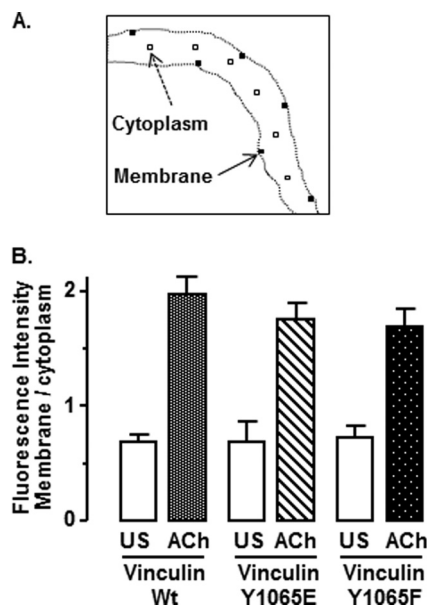 A.
Cytoplasm
Membrane
B.
Fluorescence Intensity
Membrane / cytoplasm
2
1
0
US ACh US ACh US ACh
Vinculin Vinculin Vinculin
Wt Y1065E Y1065F